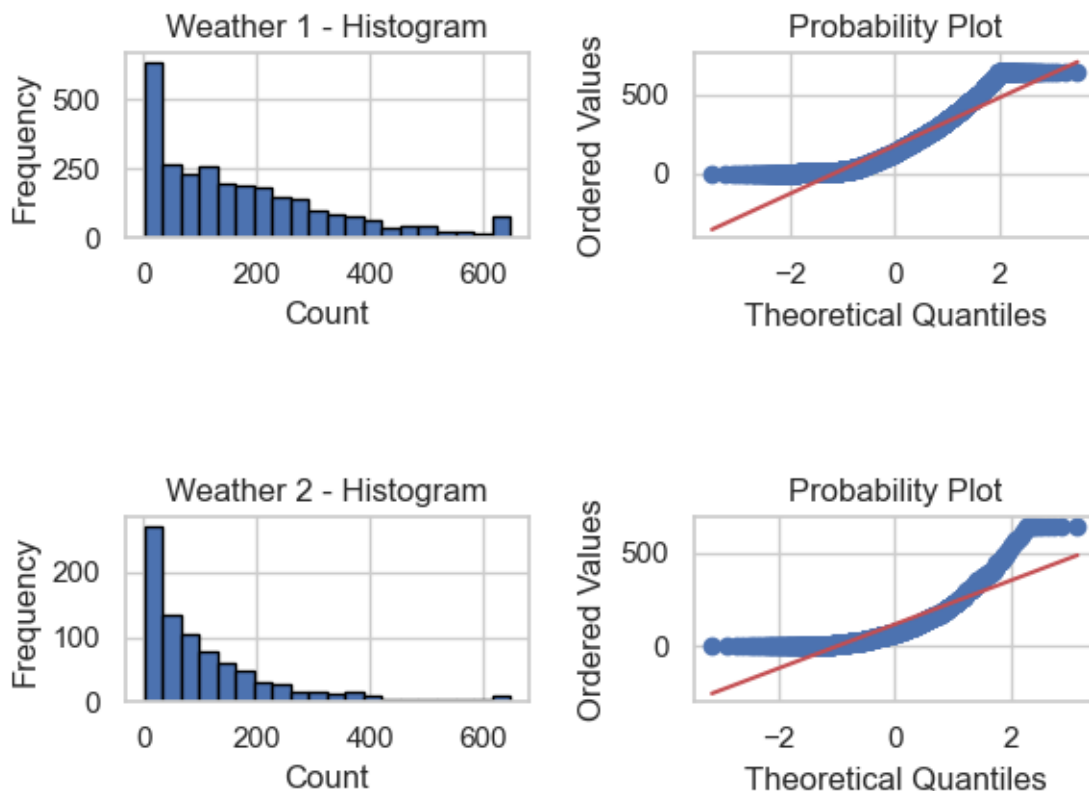 Weather 1 - Histogram
Frequency
500
250
0
0 200 400 600
Count
Probability Plot
Ordered Values
500
0
−2 0 2
Theoretical Quantiles
Weather 2 - Histogram
Frequency
200
100
0
0 200 400 600
Count
Probability Plot
Ordered Values
500
0
−2 0 2
Theoretical Quantiles